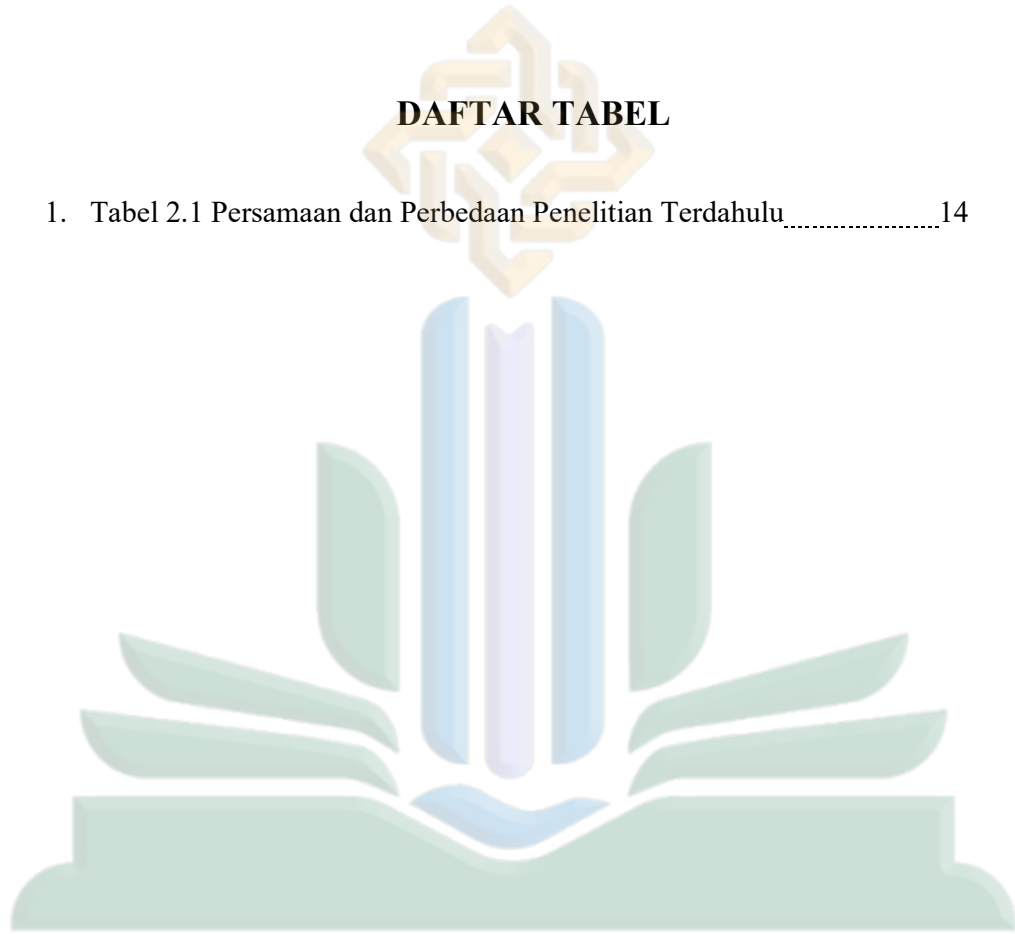 DAFTAR TABEL
1. Tabel 2.1 Persamaan dan Perbedaan Penelitian Terdahulu......................14